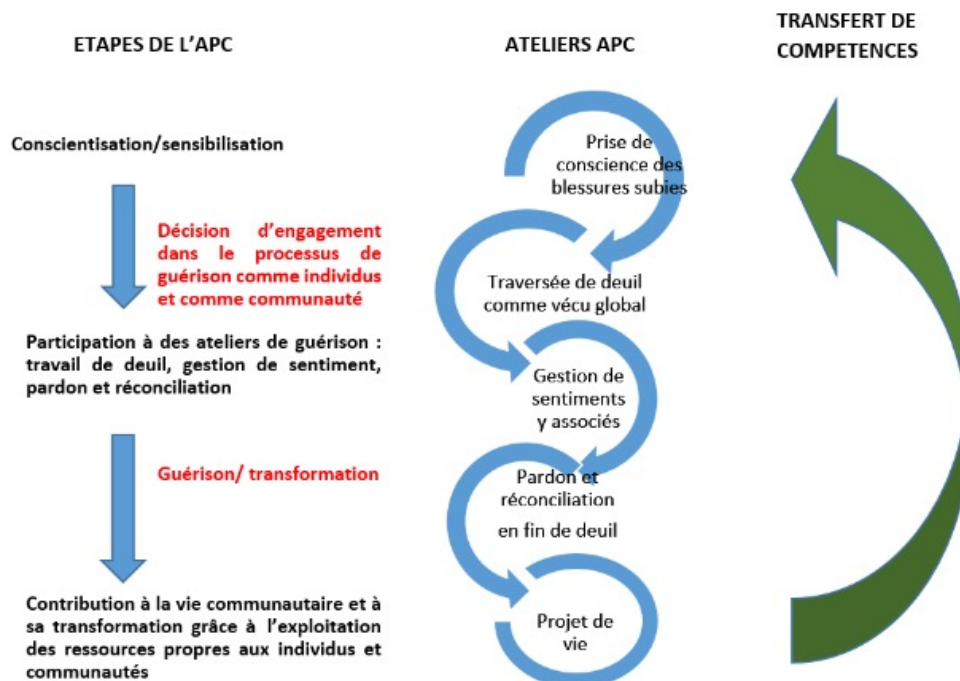 ETAPES DE L’APC
ATELIERS APC
TRANSFERT DE
COMPETENCES
Conscientisation/sensibilisation
Décision d’engagement
dans le processus de
guérison comme individus
et comme communauté
Participation à des ateliers de guérison :
travail de deuil, gestion de sentiment,
pardon et réconciliation
Guérison/ transformation
Contribution à la vie communautaire et à
sa transformation grâce à l’exploitation
des ressources propres aux individus et
communautés
Prise de
conscience des
blessures subies
Traversée de deuil
comme vécu global
Gestion de
sentiments
y associés
Pardon et
réconciliation
en fin de deuil
Projet de
vie